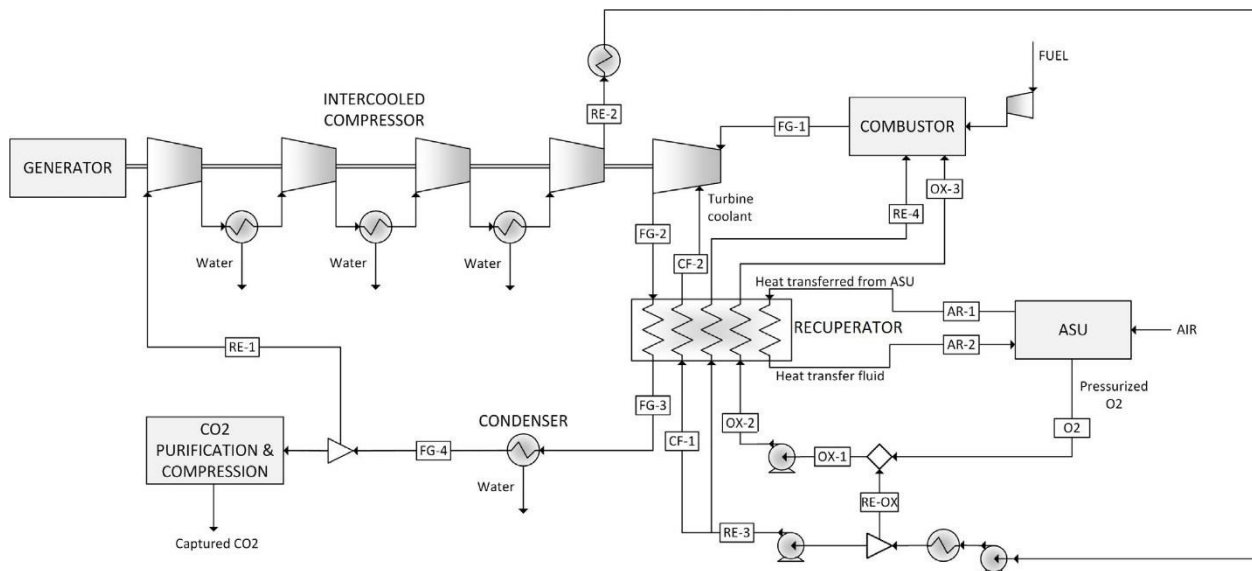 FUEL
INTERCOOLED
COMPRESSOR
RE-2
FG-1
COMBUSTOR
GENERATOR
OX-3
Turbine
coolant
RE-4
FG-2
CF-2
Water
Water
Water
Heat transferred from ASU
AR-1
ASU
AIR
RECUPERATOR
RE-1
AR-2
Heat transfer fluid
Pressurized
O2
FG-3
OX-2
CF-1
O2
CO2
PURIFICATION &
COMPRESSION
CONDENSER
FG-4
OX-1
Water
RE-OX
RE-3
Captured CO2